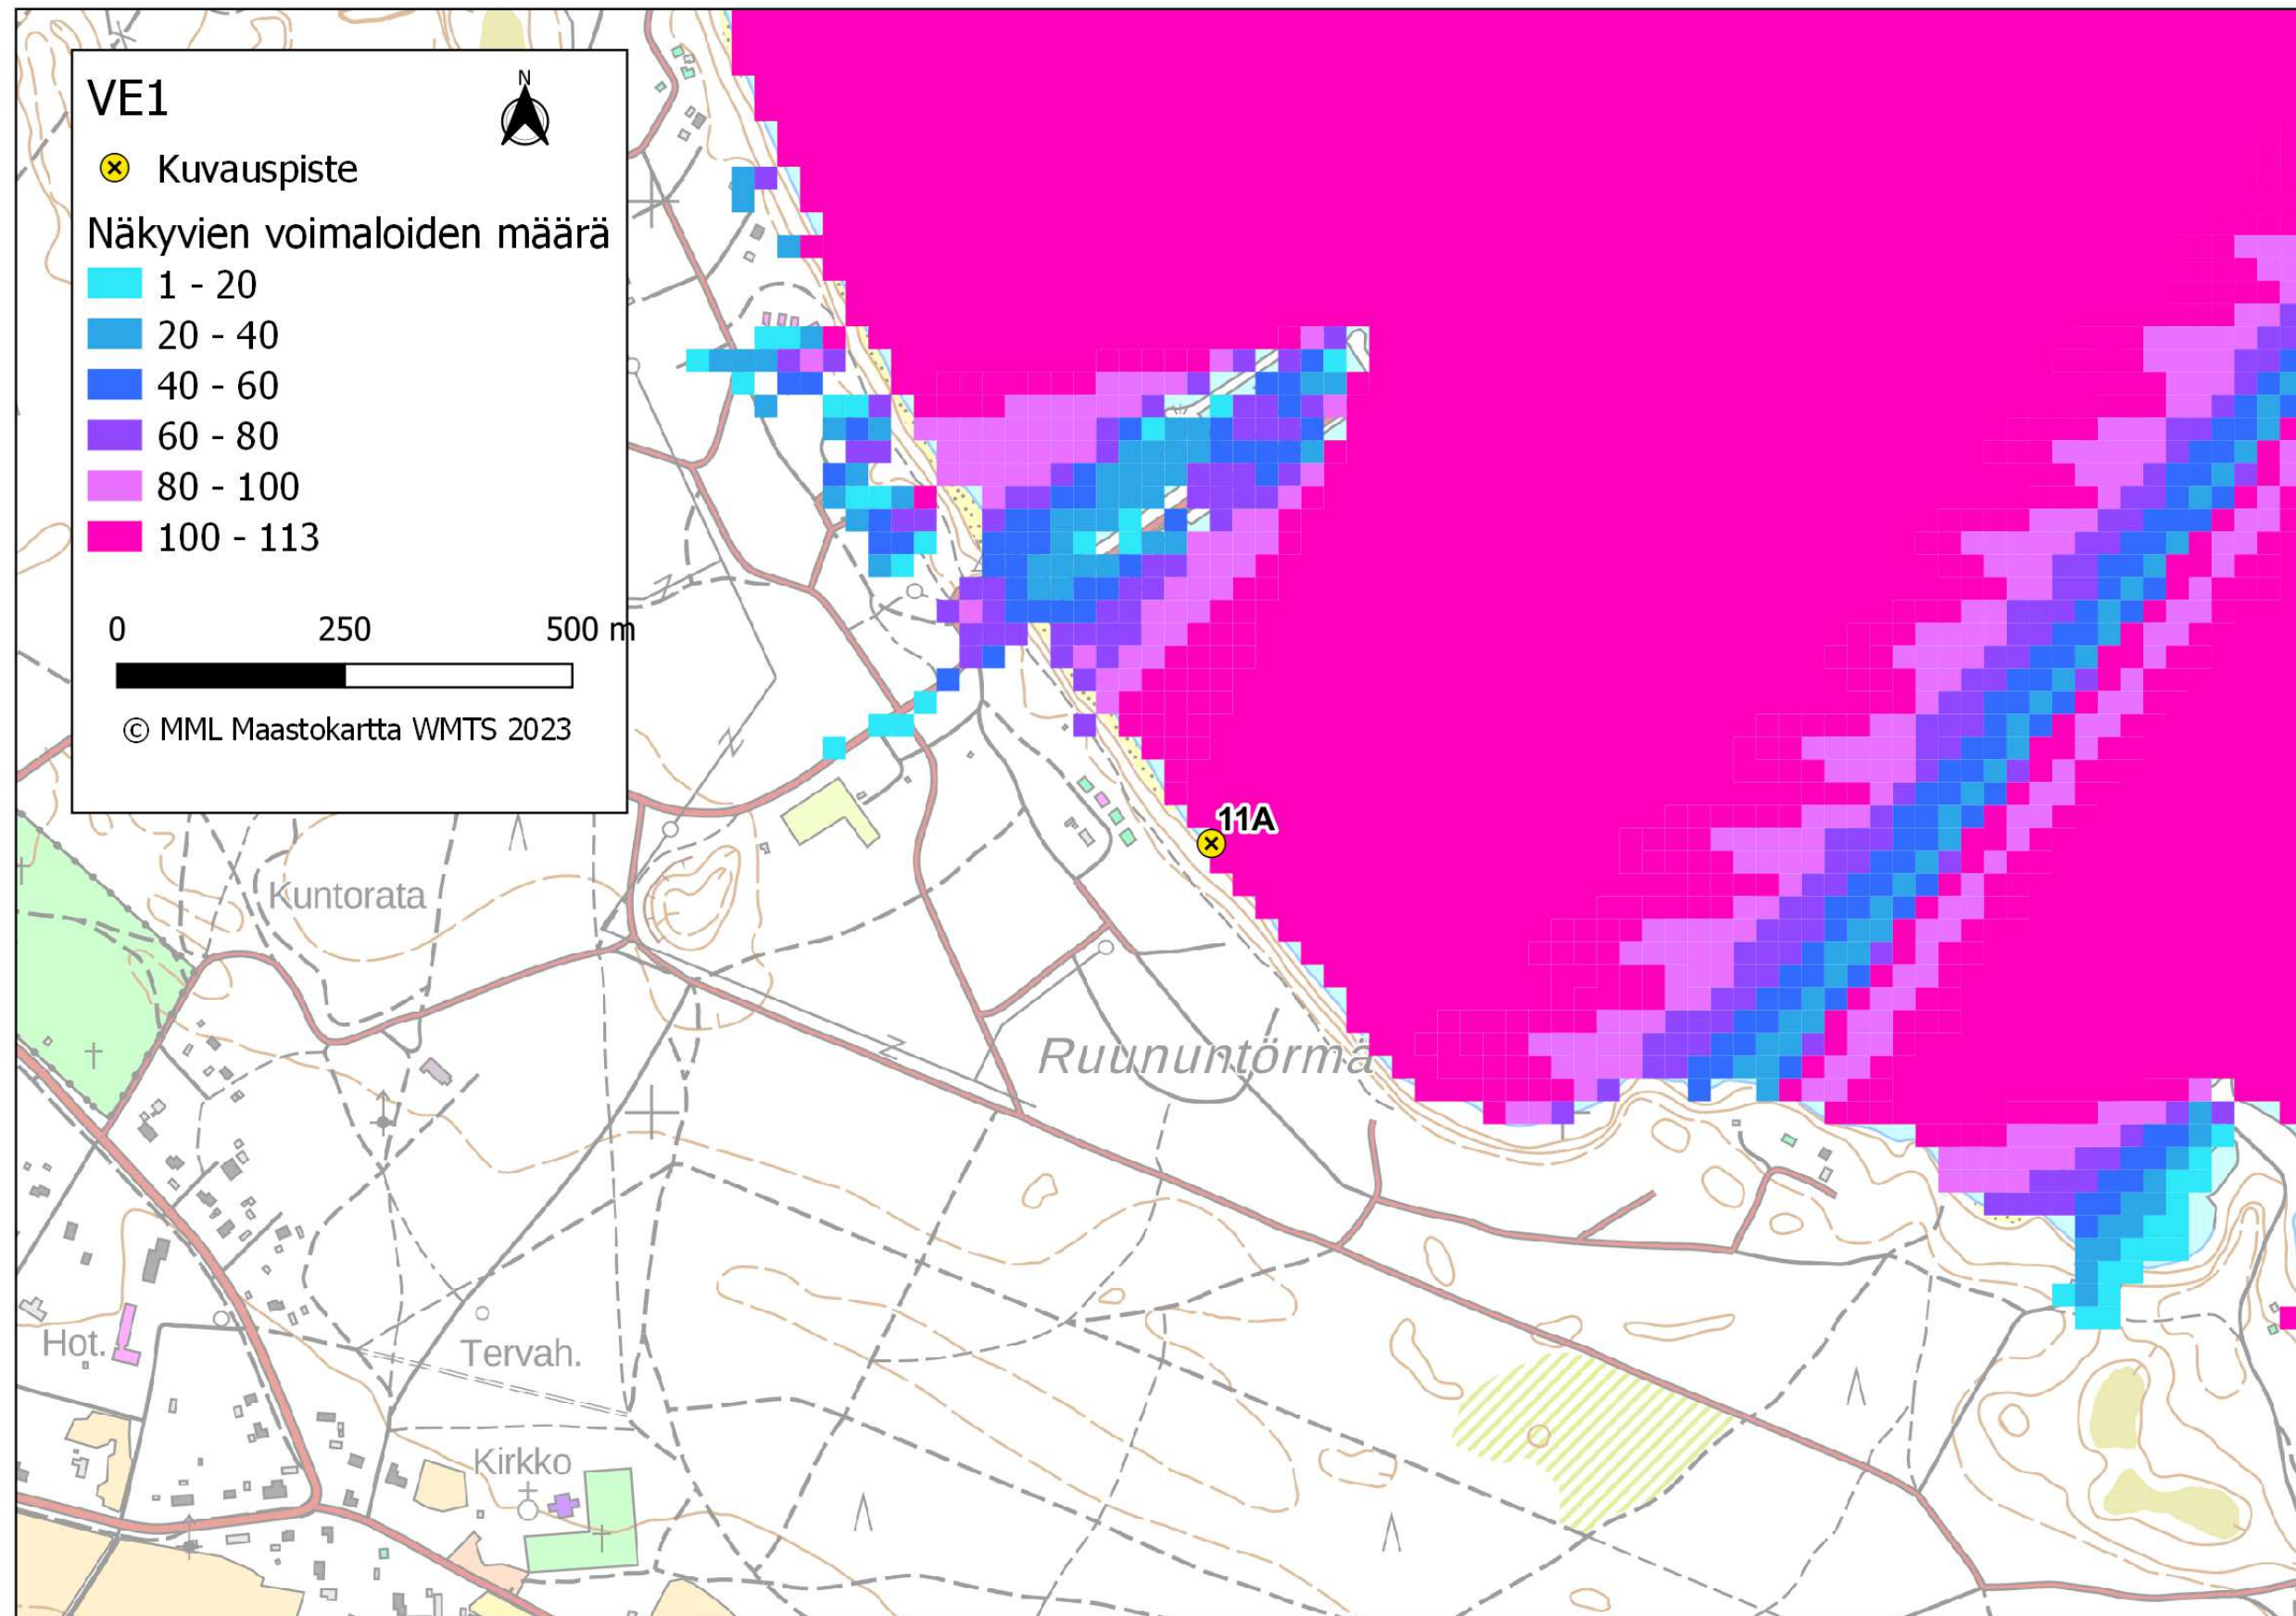 VE1
N
Kuvauspiste
Näkyvien voimaloiden määrä
1 - 20
20 - 40
40 - 60
60 - 80
80 - 100
100 - 113
0 250 500 m
© MML Maastokartta WMTS 2023
11A
Kuntorata
Ruununtörmä
Hot.
Tervah.
Kirkko